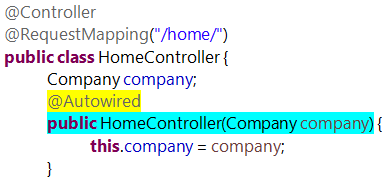 @Controller
@RequestMapping("/home/")
public class HomeController {
Company company;
@Autowired
public HomeController(Company company) {
this.company = company;
}